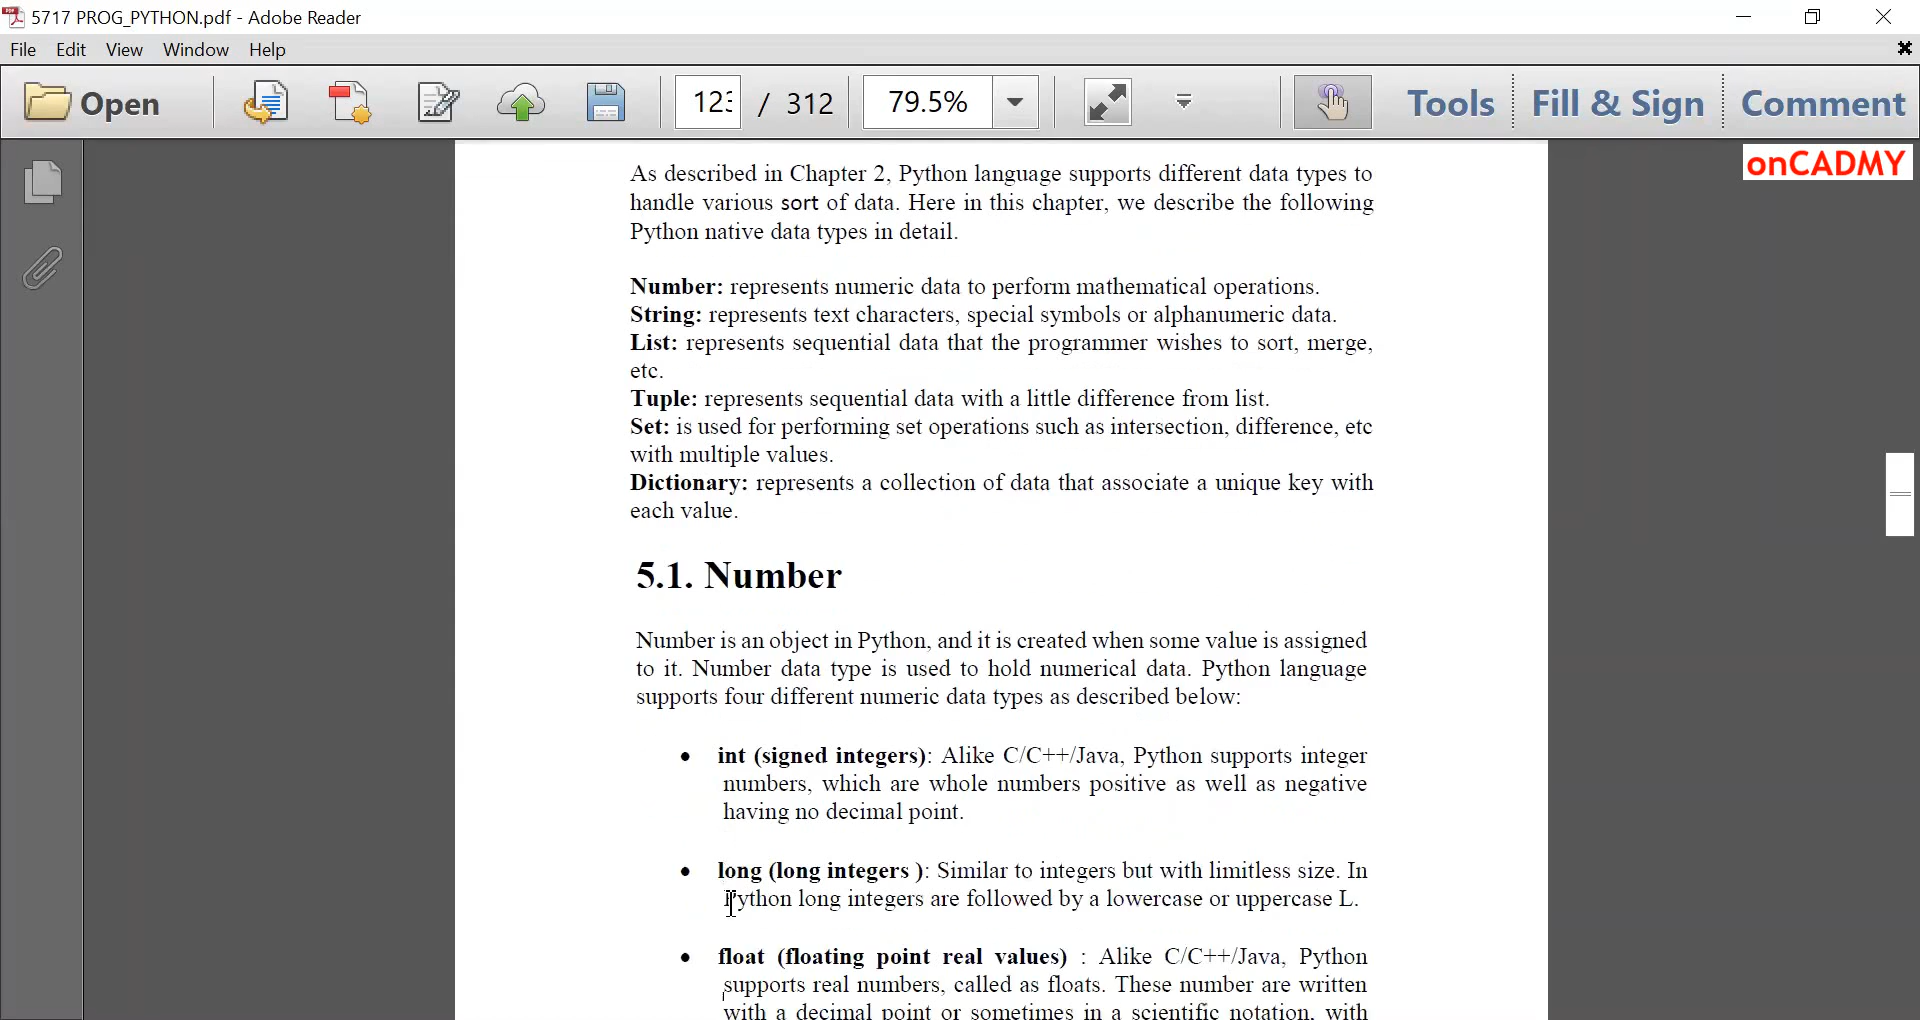 5717 PROG_PYTHON.pdf - Adobe Reader
File Edit View Window Help
Open 123 / 312 79.5% Tools Fill & Sign Comment
onCADMY
As described in Chapter 2, Python language supports different data types to
handle various sort of data. Here in this chapter, we describe the following
Python native data types in detail.
Number: represents numeric data to perform mathematical operations.
String: represents text characters, special symbols or alphanumeric data.
List: represents sequential data that the programmer wishes to sort, merge,
etc.
Tuple: represents sequential data with a little difference from list.
Set: is used for performing set operations such as intersection, difference, etc
with multiple values.
Dictionary: represents a collection of data that associate a unique key with
each value.
5.1. Number
Number is an object in Python, and it is created when some value is assigned
to it. Number data type is used to hold numerical data. Python language
supports four different numeric data types as described below:
• int (signed integers): Alike C/C++/Java, Python supports integer
numbers, which are whole numbers positive as well as negative
having no decimal point.
• long (long integers ): Similar to integers but with limitless size. In
Python long integers are followed by a lowercase or uppercase L.
• float (floating point real values) : Alike C/C++/Java, Python
supports real numbers, called as floats. These number are written
with a decimal point or sometimes in a scientific notation, with